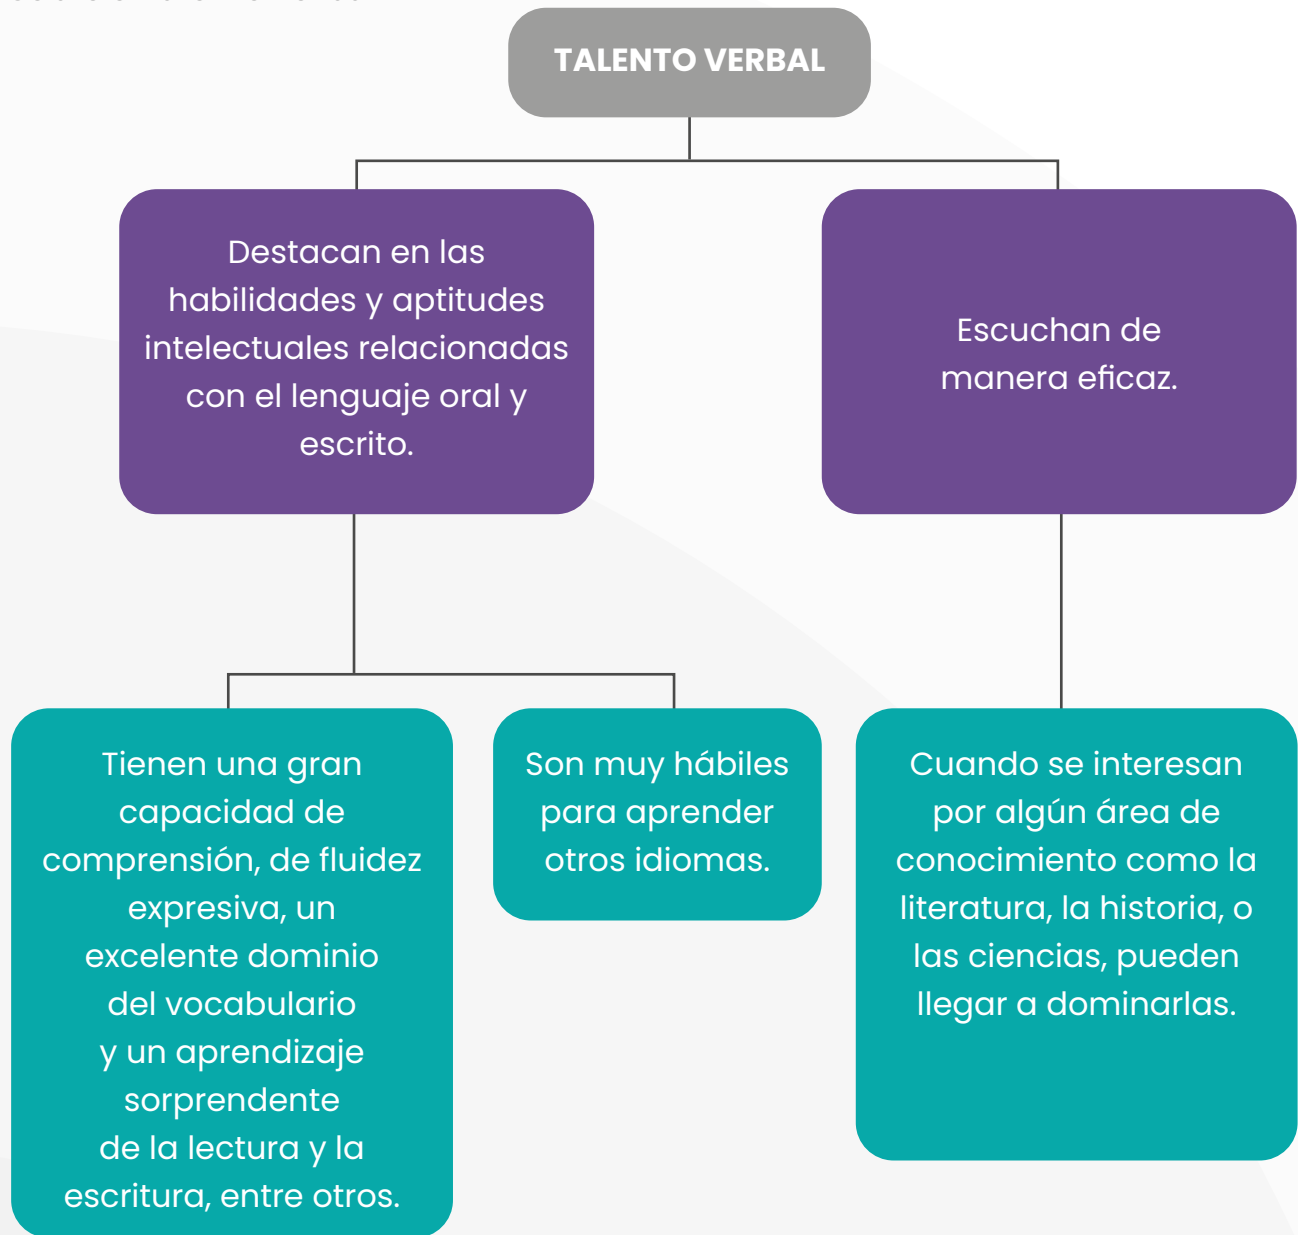 TALENTO VERBAL
Destacan en las
habilidades y aptitudes
intelectuales relacionadas
con el lenguaje oral y
escrito.
Escuchan de
manera eficaz.
Tienen una gran
capacidad de
comprensión, de fluidez
expresiva, un
excelente dominio
del vocabulario
y un aprendizaje
sorprendente
de la lectura y la
escritura, entre otros.
Son muy hábiles
para aprender
otros idiomas.
Cuando se interesan
por algún área de
conocimiento como la
literatura, la historia, o
las ciencias, pueden
llegar a dominarlas.